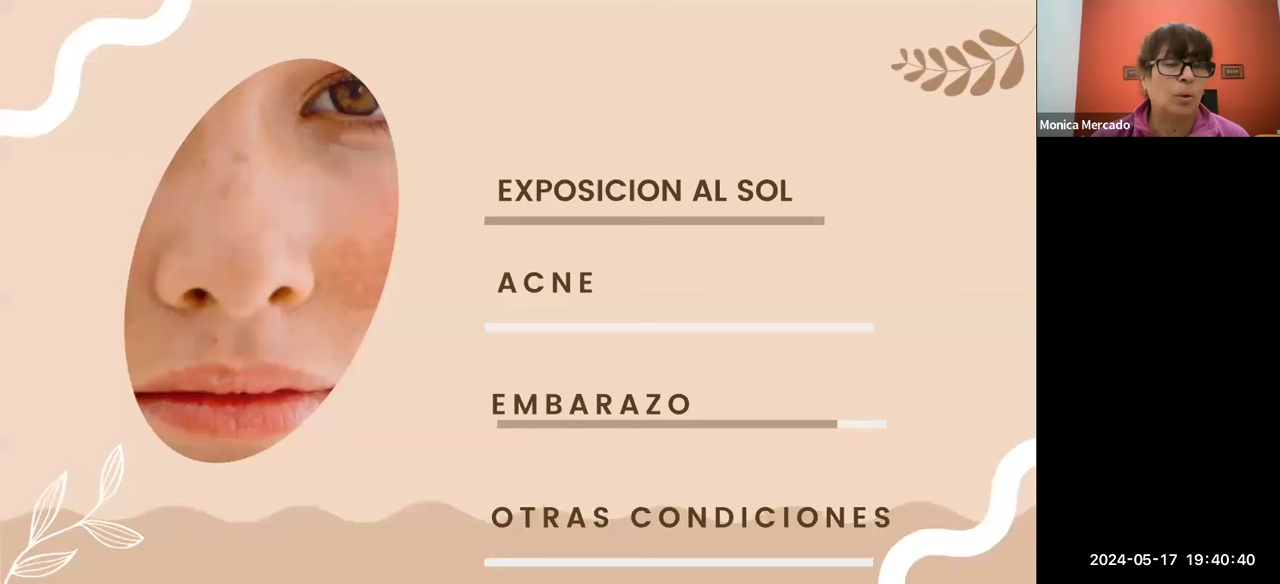 EXPOSICION AL SOL
ACNE
EMBARAZO
OTRAS CONDICIONES
Monica Mercado
2024-05-17 19:40:40